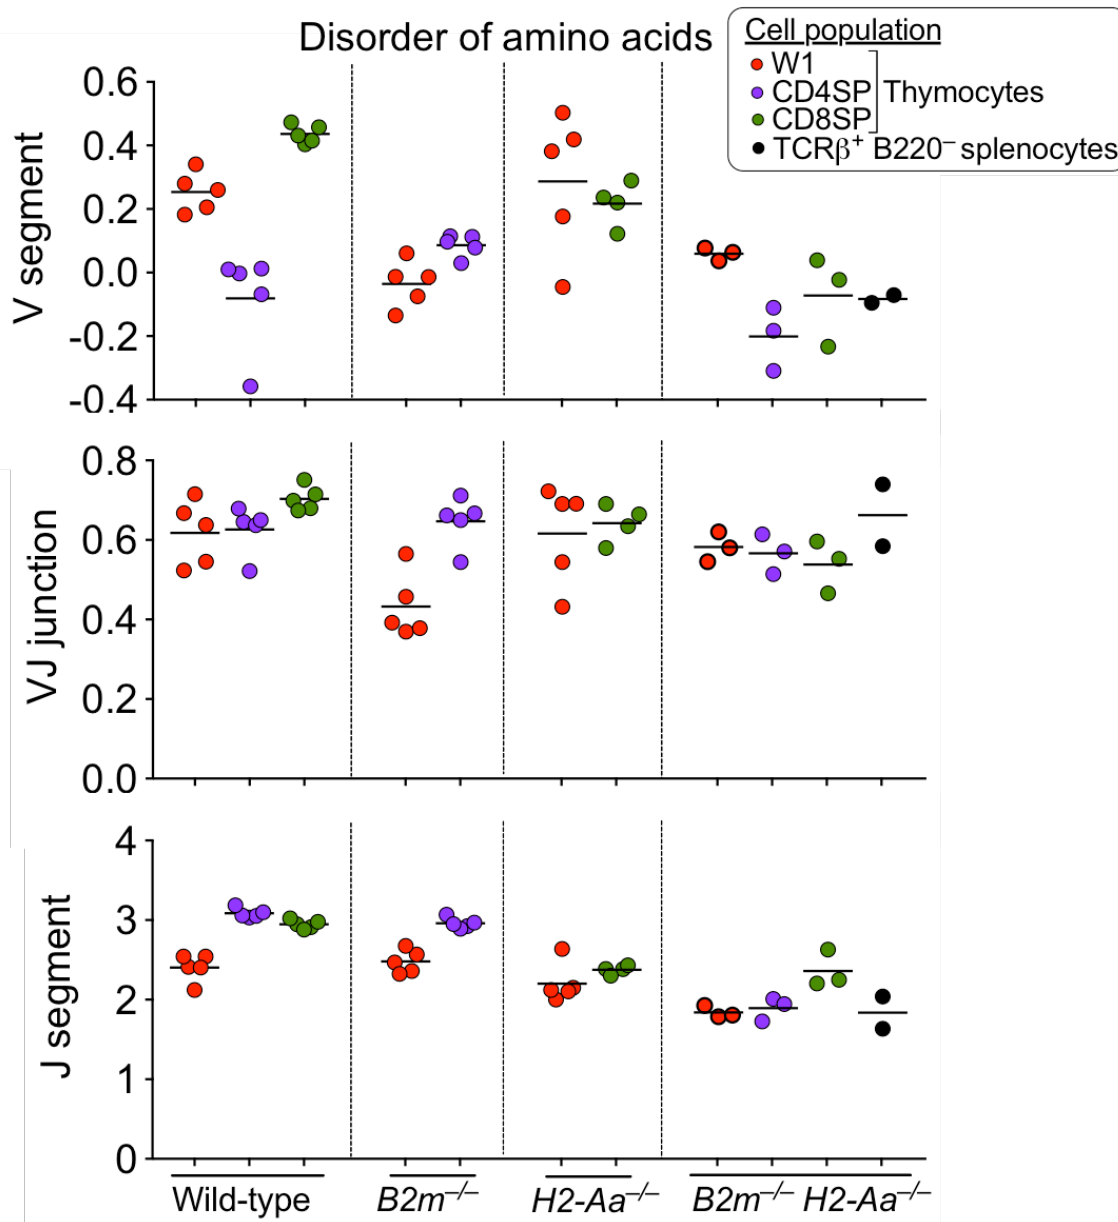 Disorder of amino acids
Cell population
W1
CD4SP
CD8SP
Thymocytes
TCRβ⁺ B220⁻ splenocytes
V segment
0.6
0.4
0.2
0.0
-0.2
-0.4
VJ junction
0.8
0.6
0.4
0.2
0.0
J segment
4
3
2
1
0
Wild-type
B2m⁻/⁻
H2-Aa⁻/⁻
B2m⁻/⁻ H2-Aa⁻/⁻